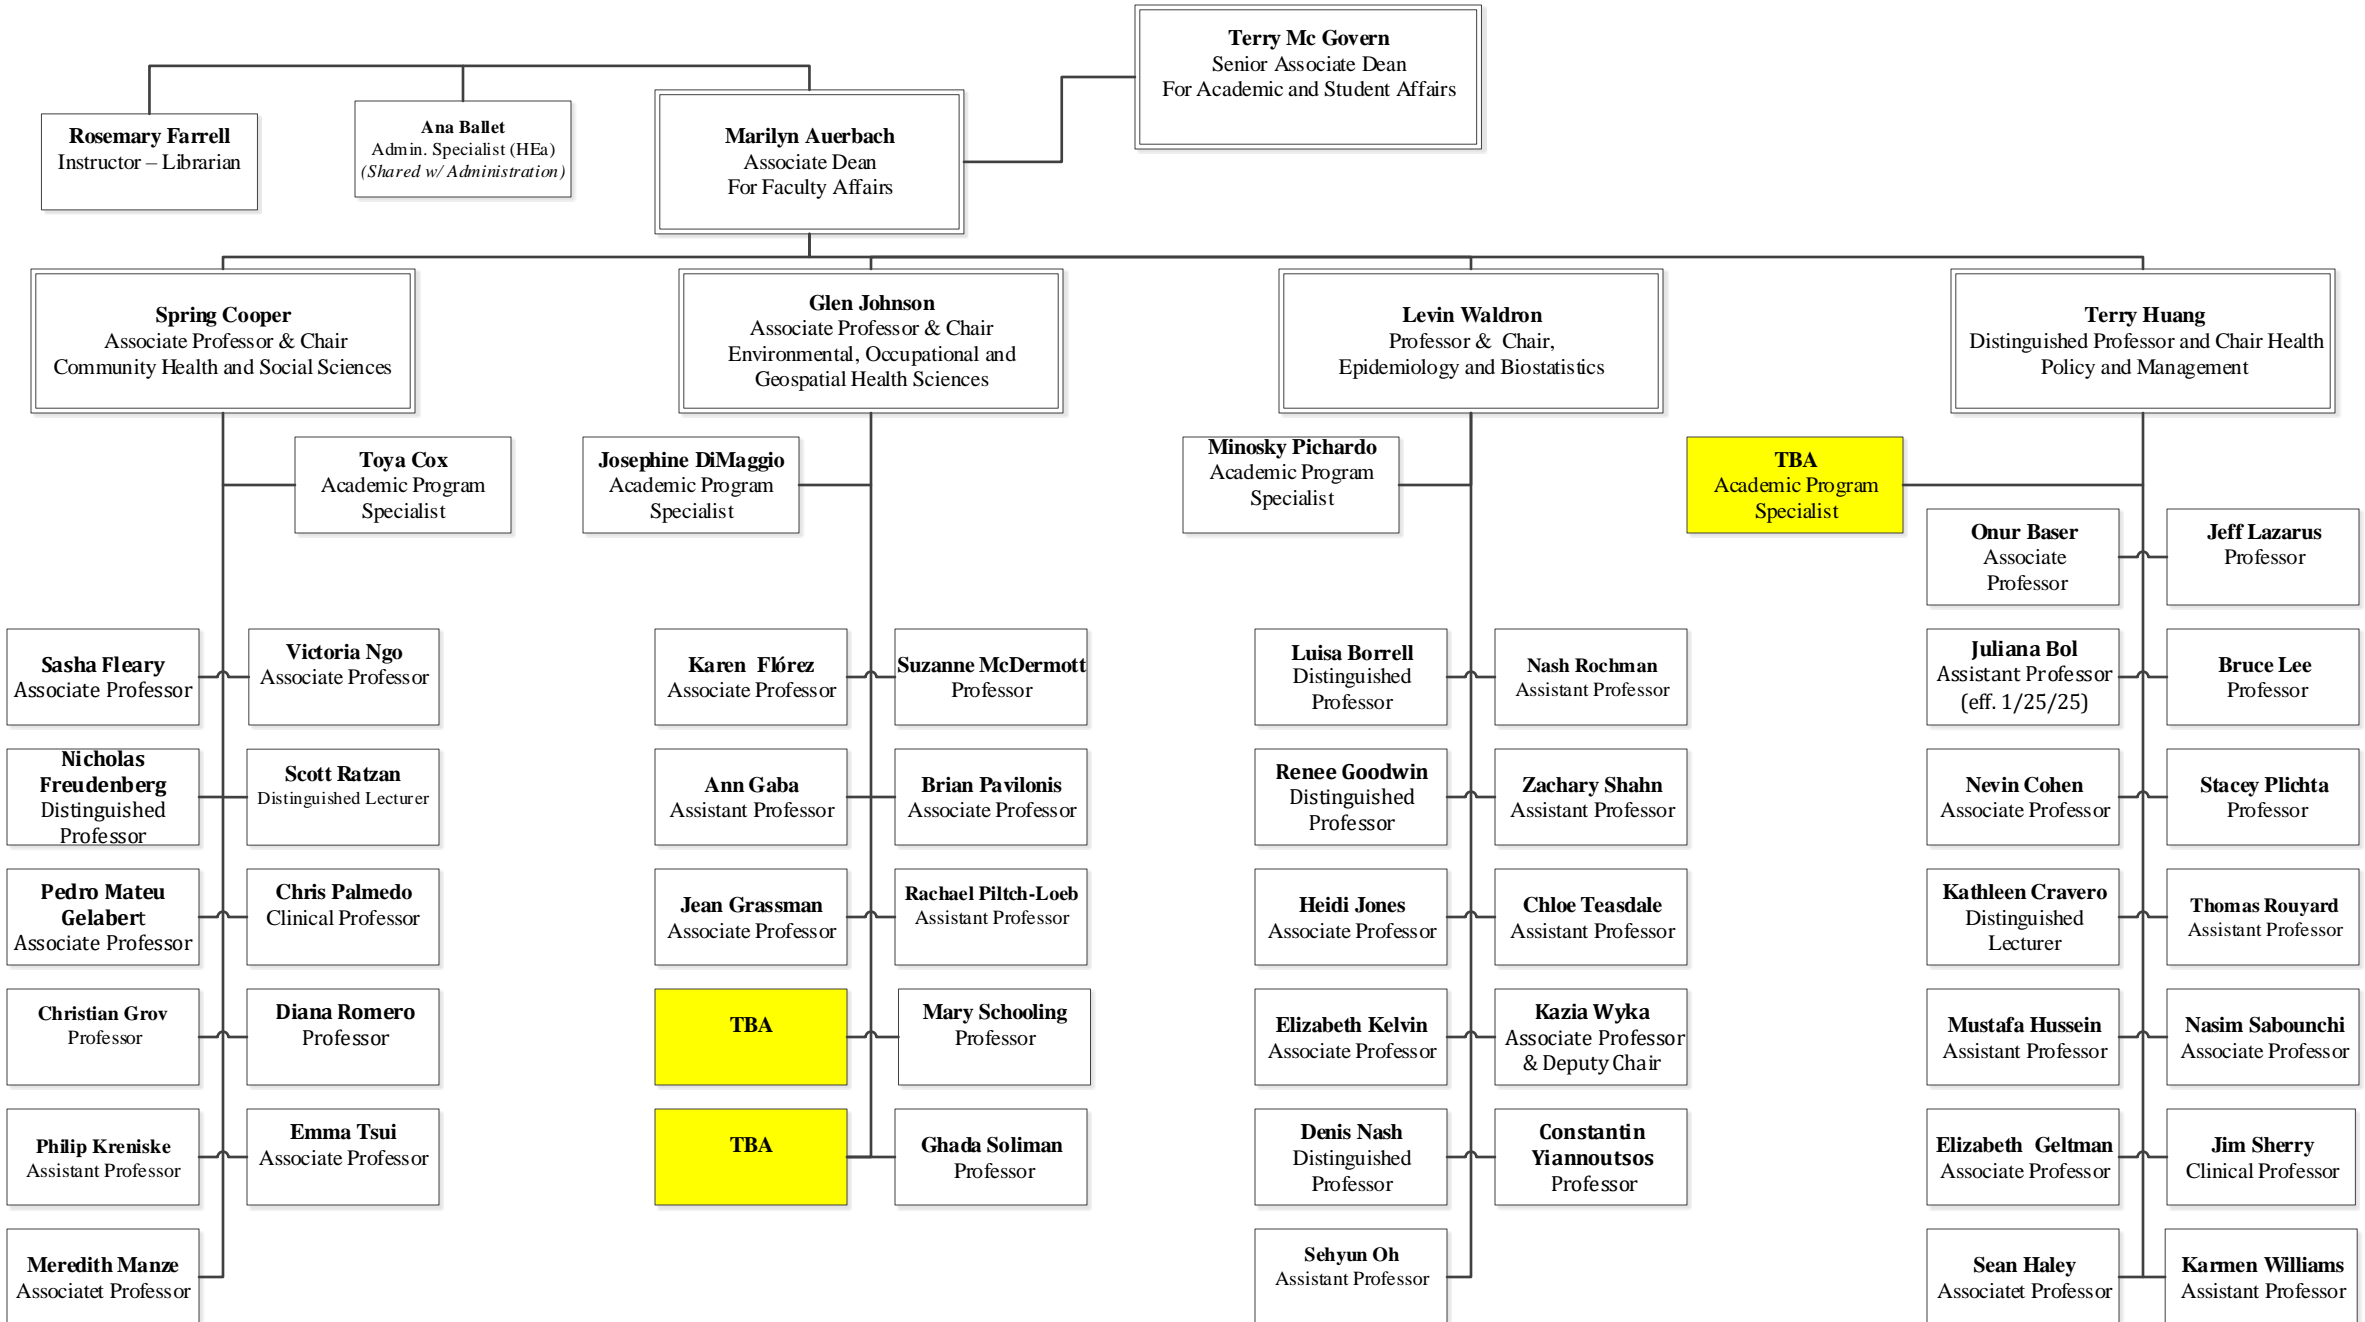 Terry Mc Govern
Senior Associate Dean
For Academic and Student Affairs
Rosemary Farrell
Instructor – Librarian
Ana Ballet
Admin. Specialist (HEa)
(Shared w/ Administration)
Marilyn Auerbach
Associate Dean
For Faculty Affairs
Spring Cooper
Associate Professor & Chair
Community Health and Social Sciences
Glen Johnson
Associate Professor & Chair
Environmental, Occupational and
Geospatial Health Sciences
Levin Waldron
Professor & Chair,
Epidemiology and Biostatistics
Terry Huang
Distinguished Professor and Chair Health
Policy and Management
Toya Cox
Academic Program
Specialist
Josephine DiMaggio
Academic Program
Specialist
Minosky Pichardo
Academic Program
Specialist
TBA
Academic Program
Specialist
Onur Baser
Associate
Professor
Jeff Lazarus
Professor
Sasha Fleary
Associate Professor
Victoria Ngo
Associate Professor
Karen Flórez
Associate Professor
Suzanne McDermott
Professor
Luisa Borrell
Distinguished
Professor
Nash Rochman
Assistant Professor
Juliana Bol
Assistant Professor
(eff. 1/25/25)
Bruce Lee
Professor
Nicholas
Freudenberg
Distinguished
Professor
Scott Ratzan
Distinguished Lecturer
Ann Gaba
Assistant Professor
Brian Pavilonis
Associate Professor
Renee Goodwin
Distinguished
Professor
Zachary Shahn
Assistant Professor
Nevin Cohen
Associate Professor
Stacey Plichta
Professor
Pedro Mateu
Gelabert
Associate Professor
Chris Palmedo
Clinical Professor
Jean Grassman
Associate Professor
Rachael Piltch-Loeb
Assistant Professor
Heidi Jones
Associate Professor
Chloe Teasdale
Assistant Professor
Kathleen Cravero
Distinguished
Lecturer
Thomas Rouyard
Assistant Professor
Christian Grov
Professor
Diana Romero
Professor
TBA
Mary Schooling
Professor
Elizabeth Kelvin
Associate Professor
Kazia Wyka
Associate Professor
& Deputy Chair
Mustafa Hussein
Assistant Professor
Nasim Sabounchi
Associate Professor
Philip Kreniske
Assistant Professor
Emma Tsui
Associate Professor
TBA
Ghada Soliman
Professor
Denis Nash
Distinguished
Professor
Constantin
Yiannoutsos
Professor
Elizabeth Geltman
Associate Professor
Jim Sherry
Clinical Professor
Meredith Manze
Associatet Professor
Sehyun Oh
Assistant Professor
Sean Haley
Associatet Professor
Karmen Williams
Assistant Professor